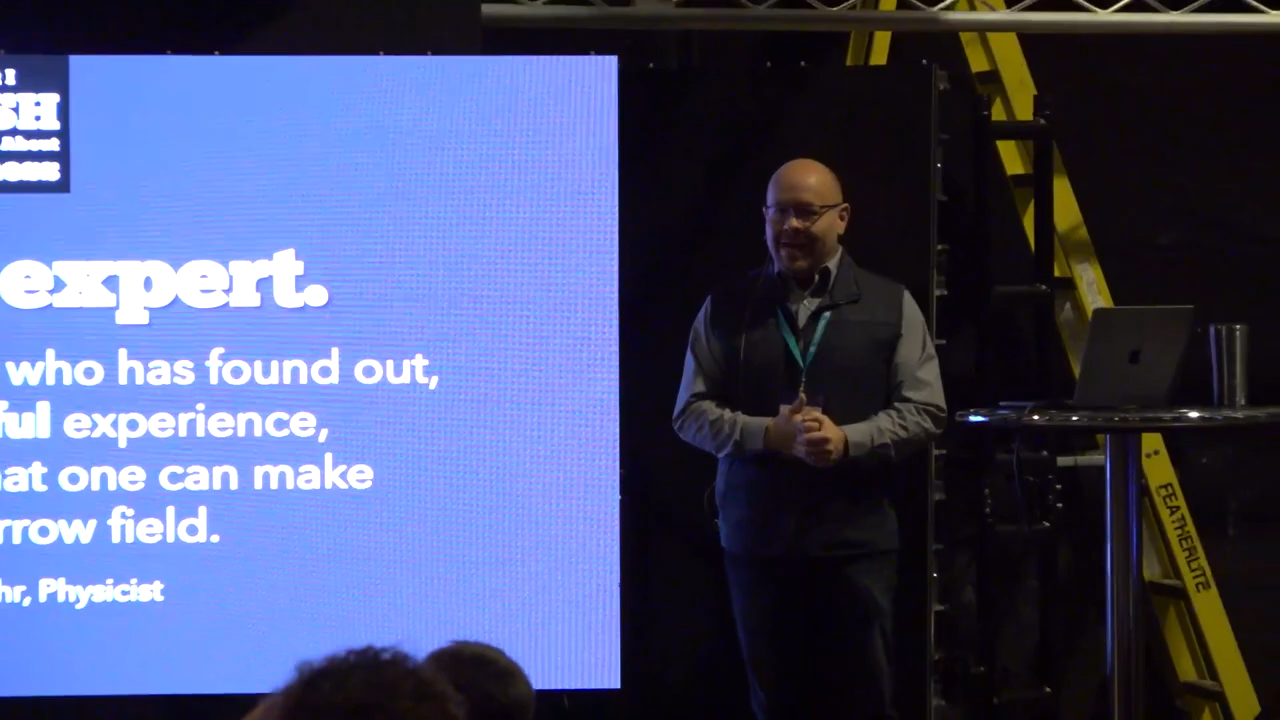 I
SH
About
expert.
who has found out,
ful experience,
at one can make
rrow field.
hr, Physicist
FEATHERLITE